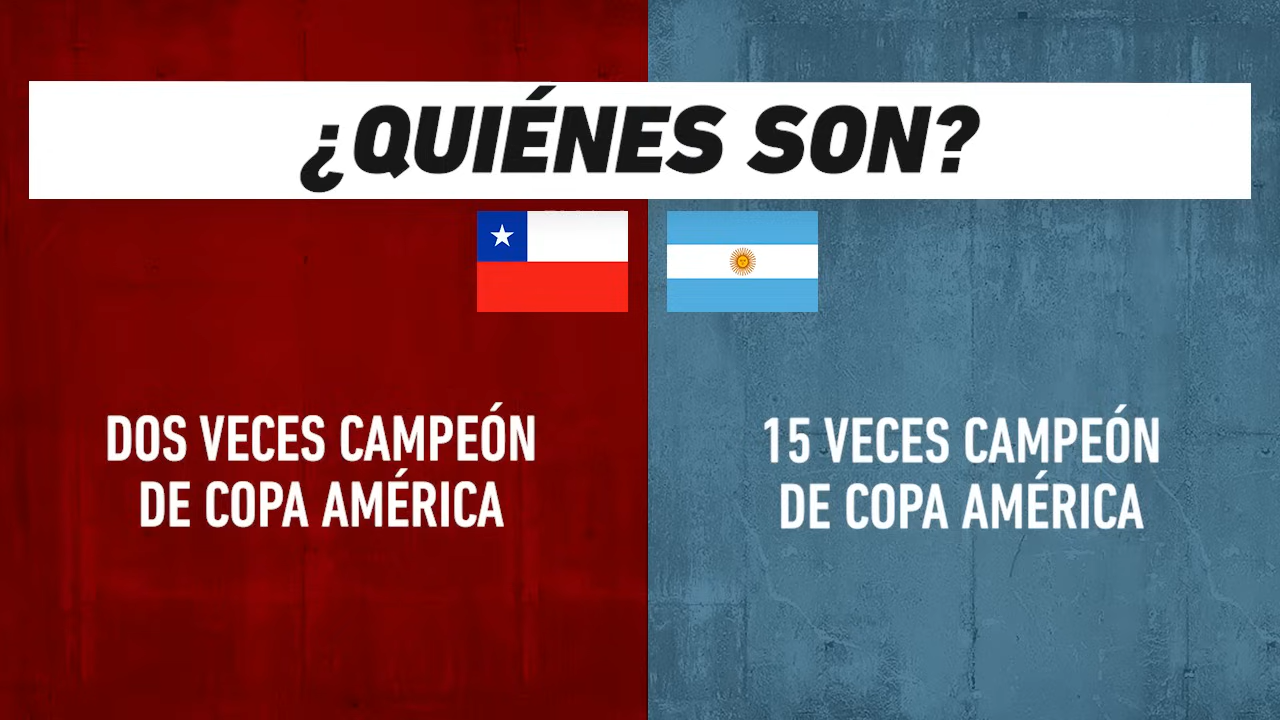 ¿QUIÉNES SON?
DOS VECES CAMPEÓN
DE COPA AMÉRICA
15 VECES CAMPEÓN
DE COPA AMÉRICA